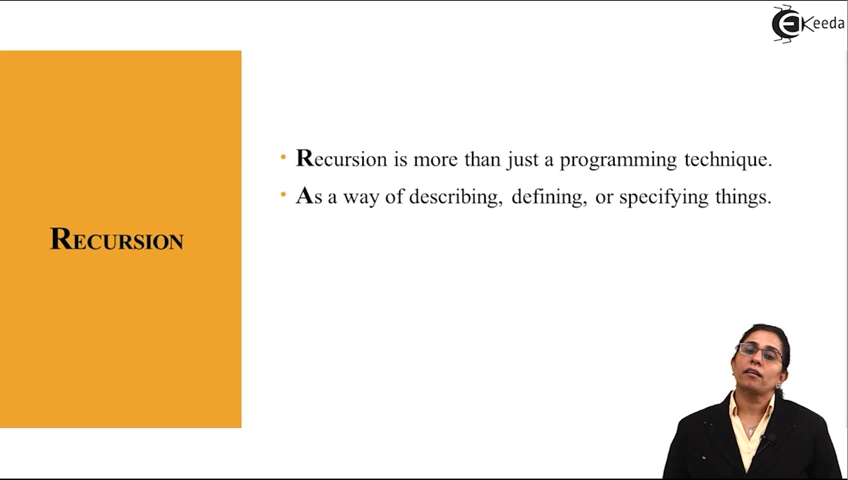 Keeda
RECURSION
• Recursion is more than just a programming technique.
• As a way of describing, defining, or specifying things.